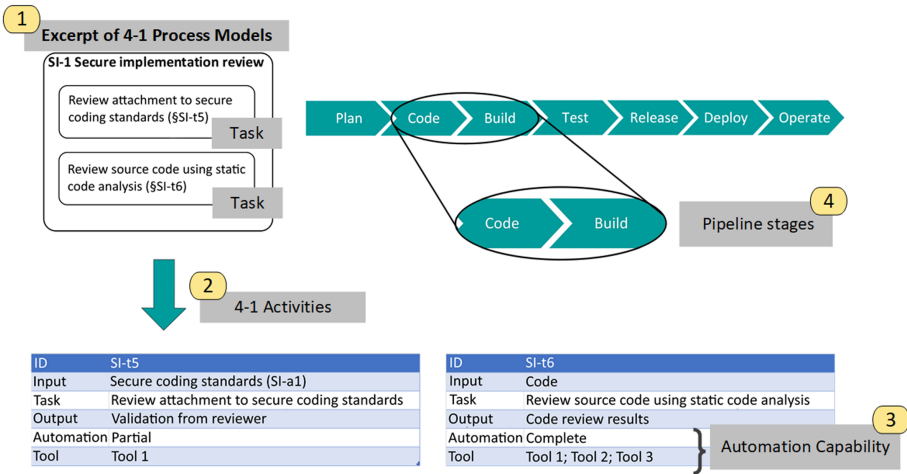 1
Excerpt of 4-1 Process Models
SI-1 Secure implementation review
Review attachment to secure
coding standards (§SI-t5)
Task
Review source code using static
code analysis (§SI-t6)
Task
Plan
Code
Build
Test
Release
Deploy
Operate
Code
Build
4
Pipeline stages
2
4-1 Activities
ID SI-t5
Input Secure coding standards (SI-a1)
Task Review attachment to secure coding standards
Output Validation from reviewer
Automation Partial
Tool Tool 1
ID SI-t6
Input Code
Task Review source code using static code analysis
Output Code review results
Automation Complete
Tool Tool 1; Tool 2; Tool 3
3
Automation Capability